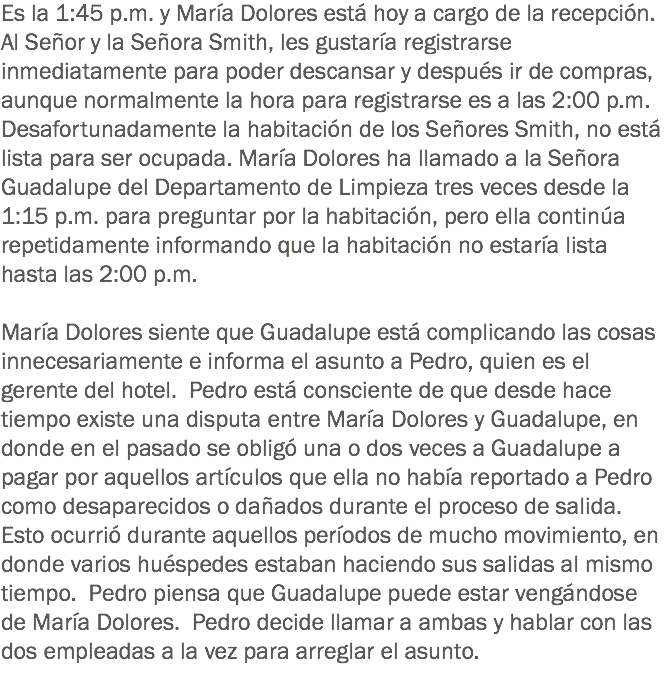 Es la 1:45 p.m. y María Dolores está hoy a cargo de la recepción.
Al Señor y la Señora Smith, les gustaría registrarse
inmediatamente para poder descansar y después ir de compras,
aunque normalmente la hora para registrarse es a las 2:00 p.m.
Desafortunadamente la habitación de los Señores Smith, no está
lista para ser ocupada. María Dolores ha llamado a la Señora
Guadalupe del Departamento de Limpieza tres veces desde la
1:15 p.m. para preguntar por la habitación, pero ella continúa
repetidamente informando que la habitación no estaría lista
hasta las 2:00 p.m.

María Dolores siente que Guadalupe está complicando las cosas
innecesariamente e informa el asunto a Pedro, quien es el
gerente del hotel.  Pedro está consciente de que desde hace
tiempo existe una disputa entre María Dolores y Guadalupe, en
donde en el pasado se obligó una o dos veces a Guadalupe a
pagar por aquellos artículos que ella no había reportado a Pedro
como desaparecidos o dañados durante el proceso de salida.
Esto ocurrió durante aquellos períodos de mucho movimiento, en
donde varios huéspedes estaban haciendo sus salidas al mismo
tiempo.  Pedro piensa que Guadalupe puede estar vengándose
de María Dolores.  Pedro decide llamar a ambas y hablar con las
dos empleadas a la vez para arreglar el asunto.